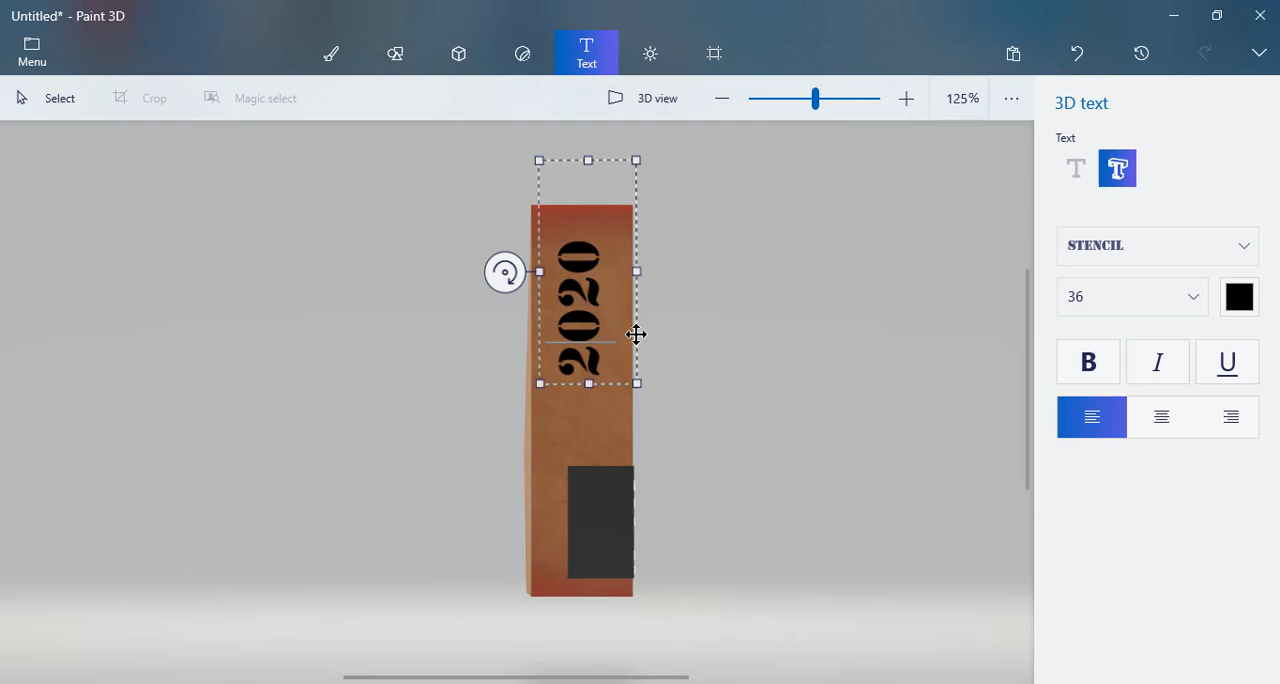 Untitled* - Paint 3D
Menu
Text
Select
Crop
Magic select
3D view
125%
3D text
Text
STENCIL
36
B I U
2020